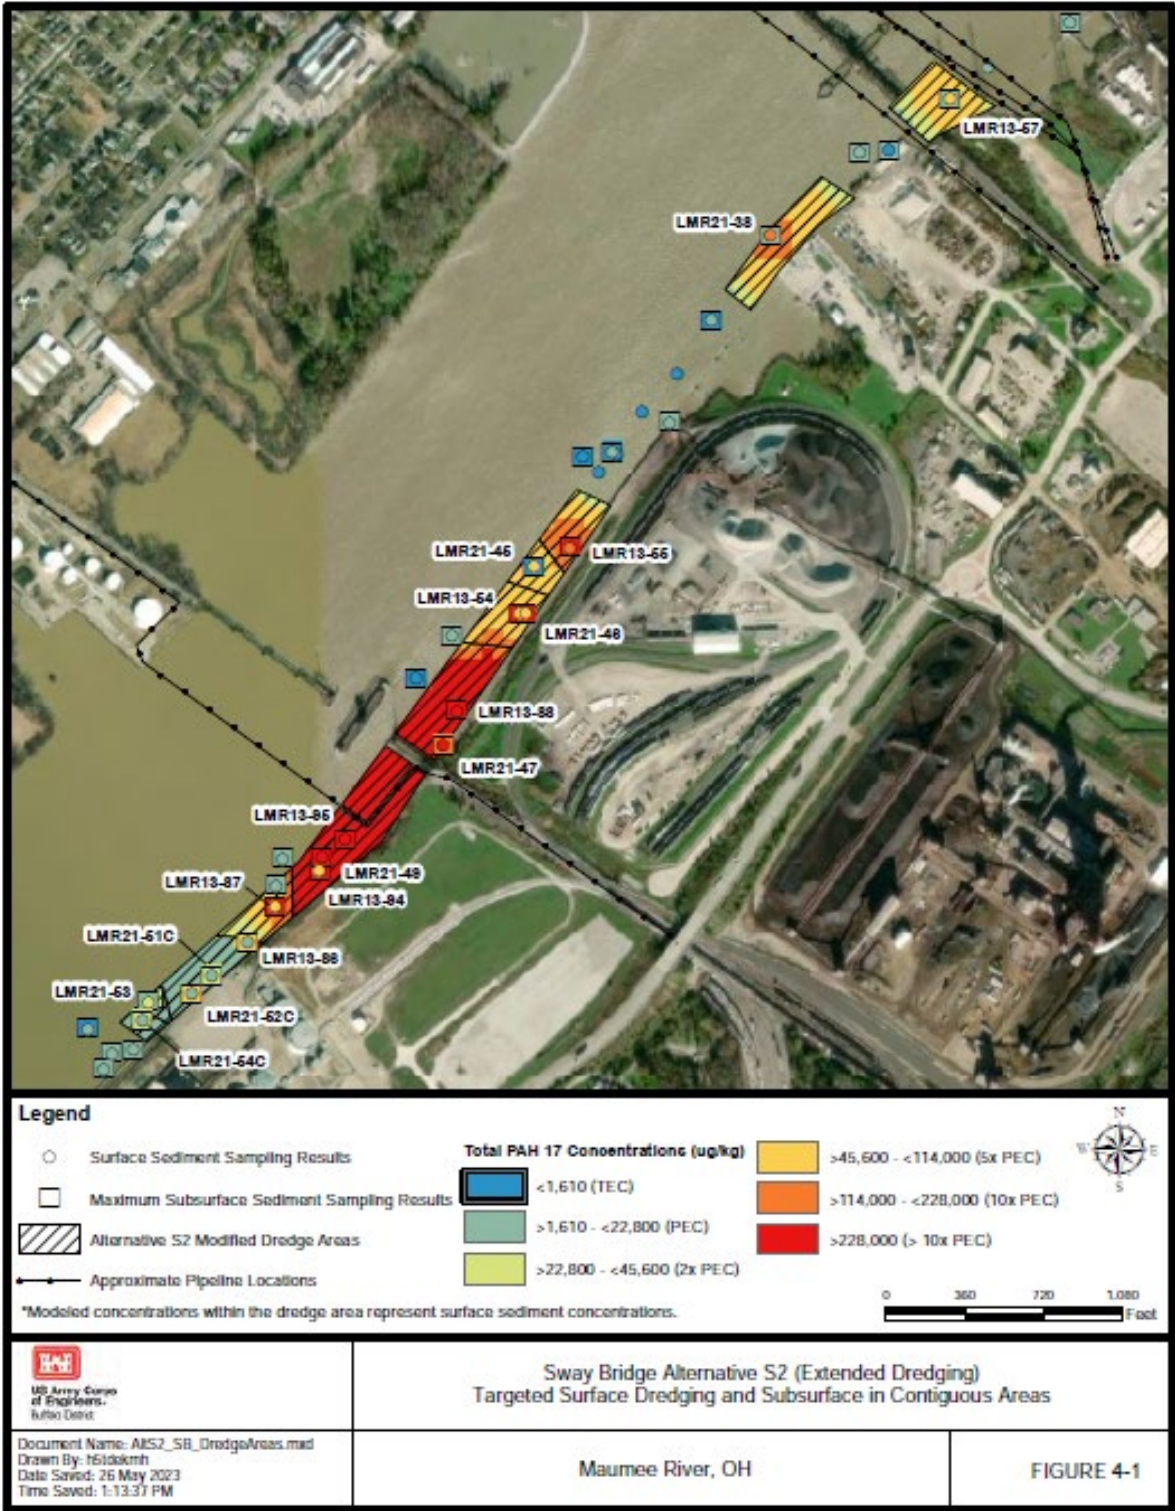 LMR13-57
LMR21-38
LMR21-45
LMR13-55
LMR13-54
LMR21-46
LMR13-88
LMR21-47
LMR13-95
LMR21-49
LMR13-87
LMR13-94
LMR21-51C
LMR13-86
LMR21-53
LMR21-52C
LMR21-54C
Legend
Surface Sediment Sampling Results
Maximum Subsurface Sediment Sampling Results
Alternative S2 Modified Dredge Areas
Approximate Pipeline Locations
*Modeled concentrations within the dredge area represent surface sediment concentrations.
Total PAH 17 Concentrations (ug/kg)
<1,610 (TEC)
>1,610 - <22,800 (PEC)
>22,800 - <45,600 (2x PEC)
>45,600 - <114,000 (5x PEC)
>114,000 - <228,000 (10x PEC)
>228,000 (> 10x PEC)
N
W E
S
0 360 720 1,080
Feet
US Army Corps
of Engineers.
Buffalo District
Sway Bridge Alternative S2 (Extended Dredging)
Targeted Surface Dredging and Subsurface in Contiguous Areas
Document Name: AltS2_SB_DredgeAreas.mxd
Drawn By:
Date Saved: 26 May 2023
Time Saved: 1:13:37 PM
Maumee River, OH
FIGURE 4-1